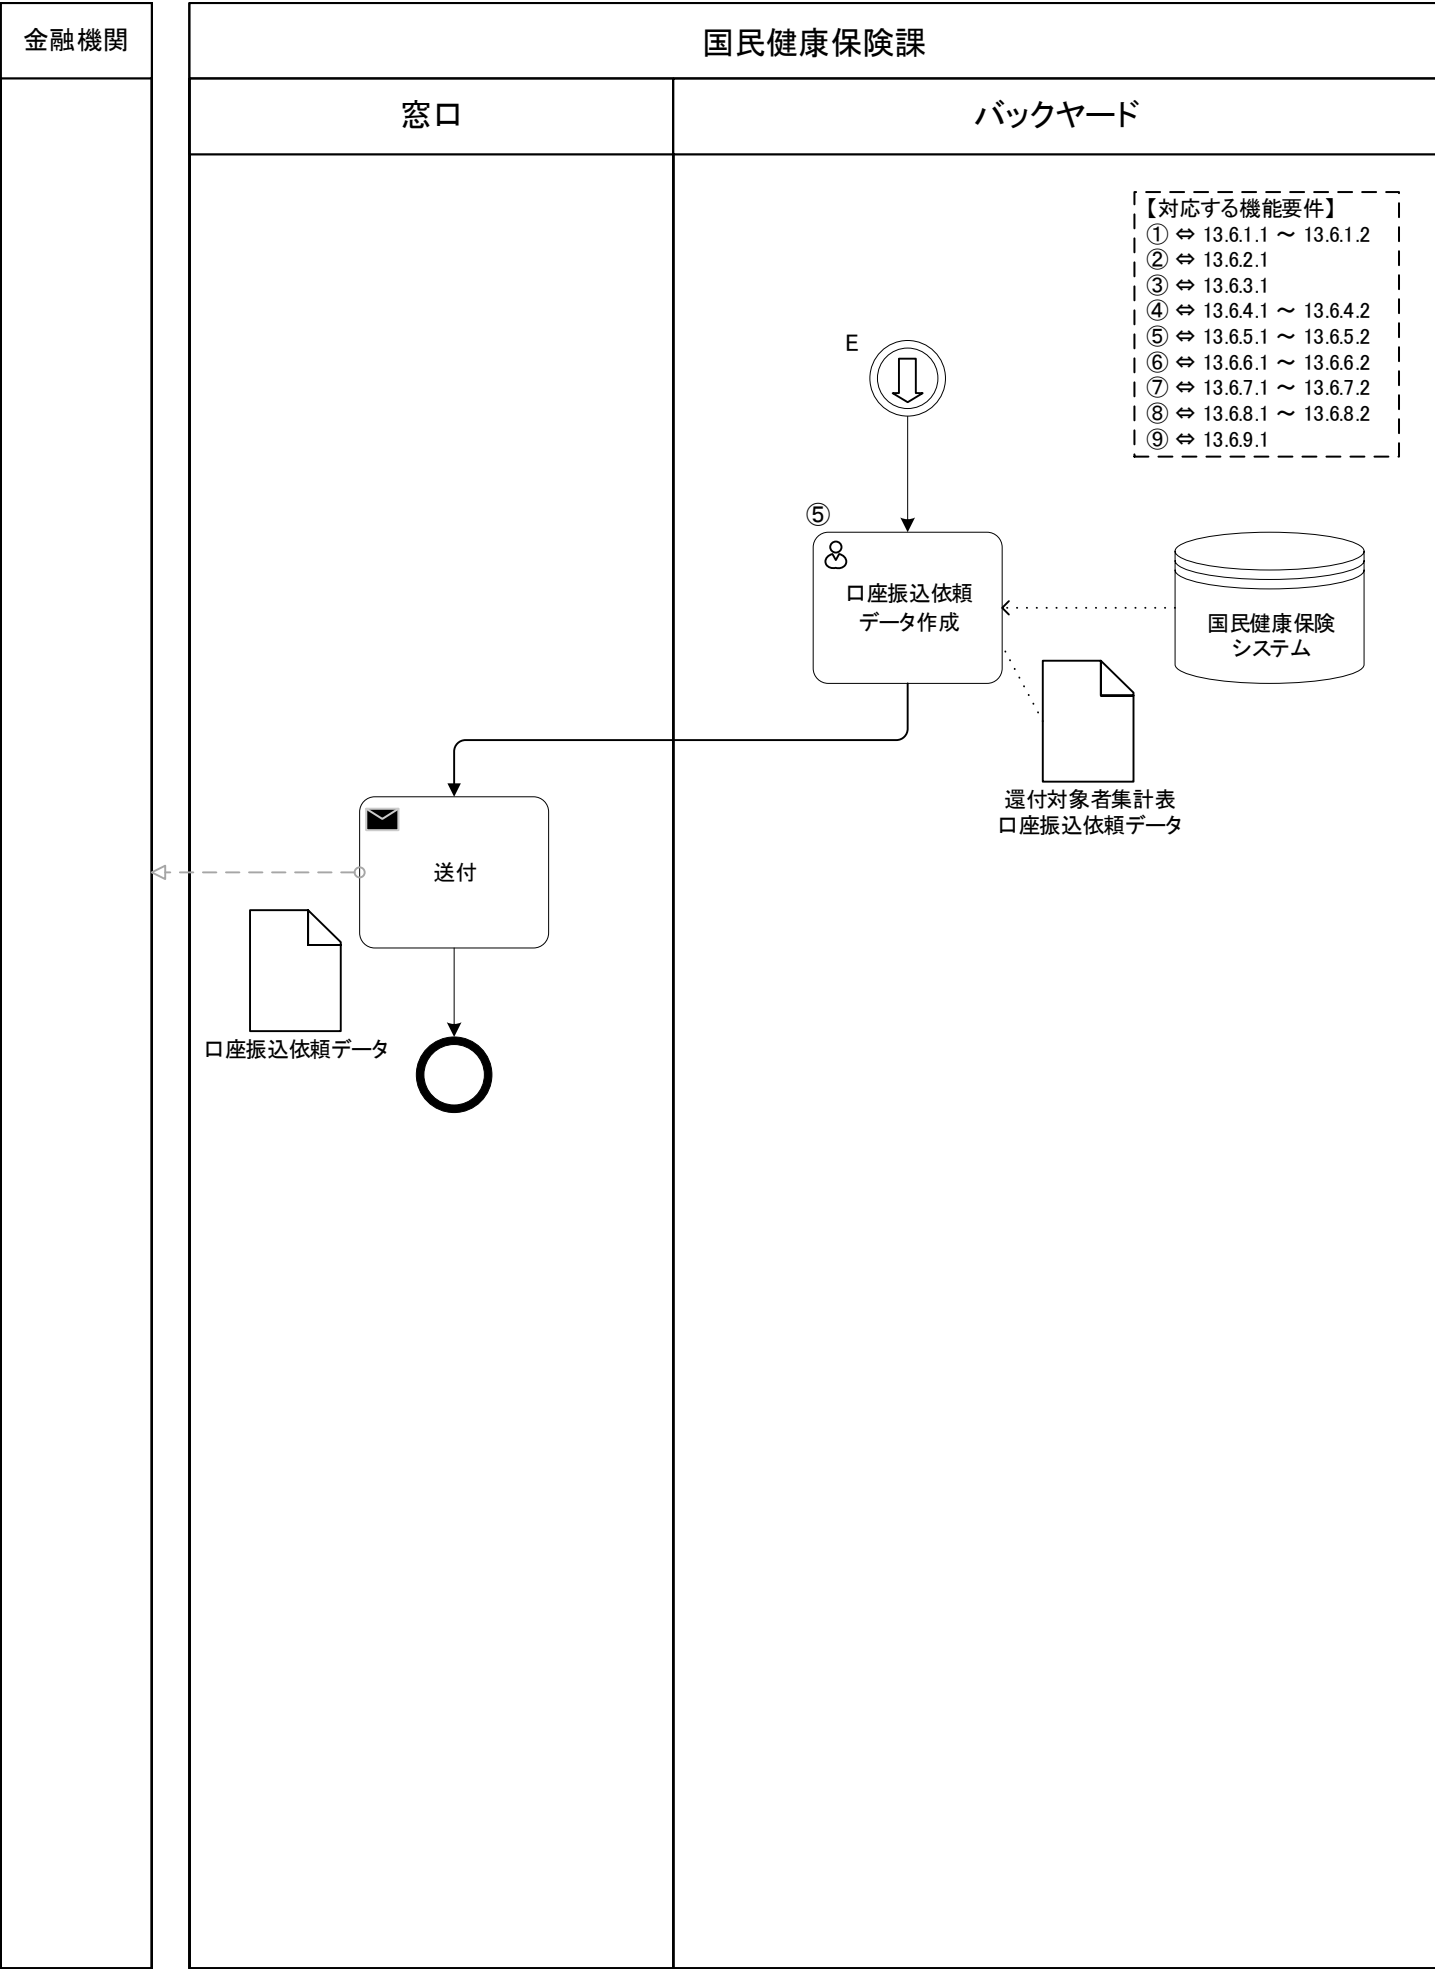 金融機関
国民健康保険課
窓口
バックヤード
【対応する機能要件】
① ⇔ 13.6.1.1 ～ 13.6.1.2
② ⇔ 13.6.2.1
③ ⇔ 13.6.3.1
④ ⇔ 13.6.4.1 ～ 13.6.4.2
⑤ ⇔ 13.6.5.1 ～ 13.6.5.2
⑥ ⇔ 13.6.6.1 ～ 13.6.6.2
⑦ ⇔ 13.6.7.1 ～ 13.6.7.2
⑧ ⇔ 13.6.8.1 ～ 13.6.8.2
⑨ ⇔ 13.6.9.1
E
⑤
口座振込依頼
データ作成
国民健康保険
システム
還付対象者集計表
口座振込依頼データ
送付
口座振込依頼データ